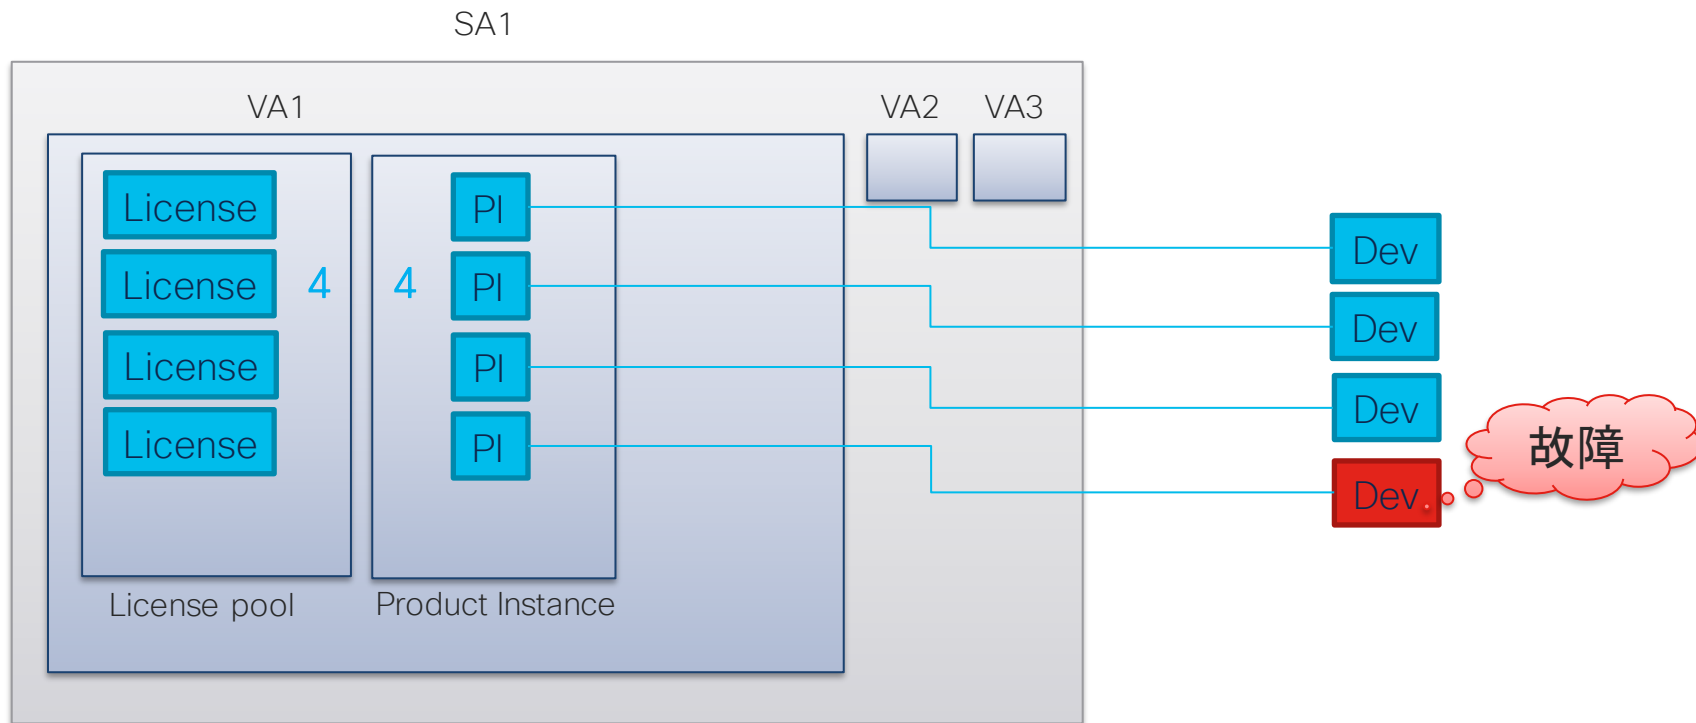 SA1
VA1
VA2
VA3
License
License
License
License
4
License pool
4
PI
PI
PI
PI
Product Instance
Dev
Dev
Dev
Dev
故障